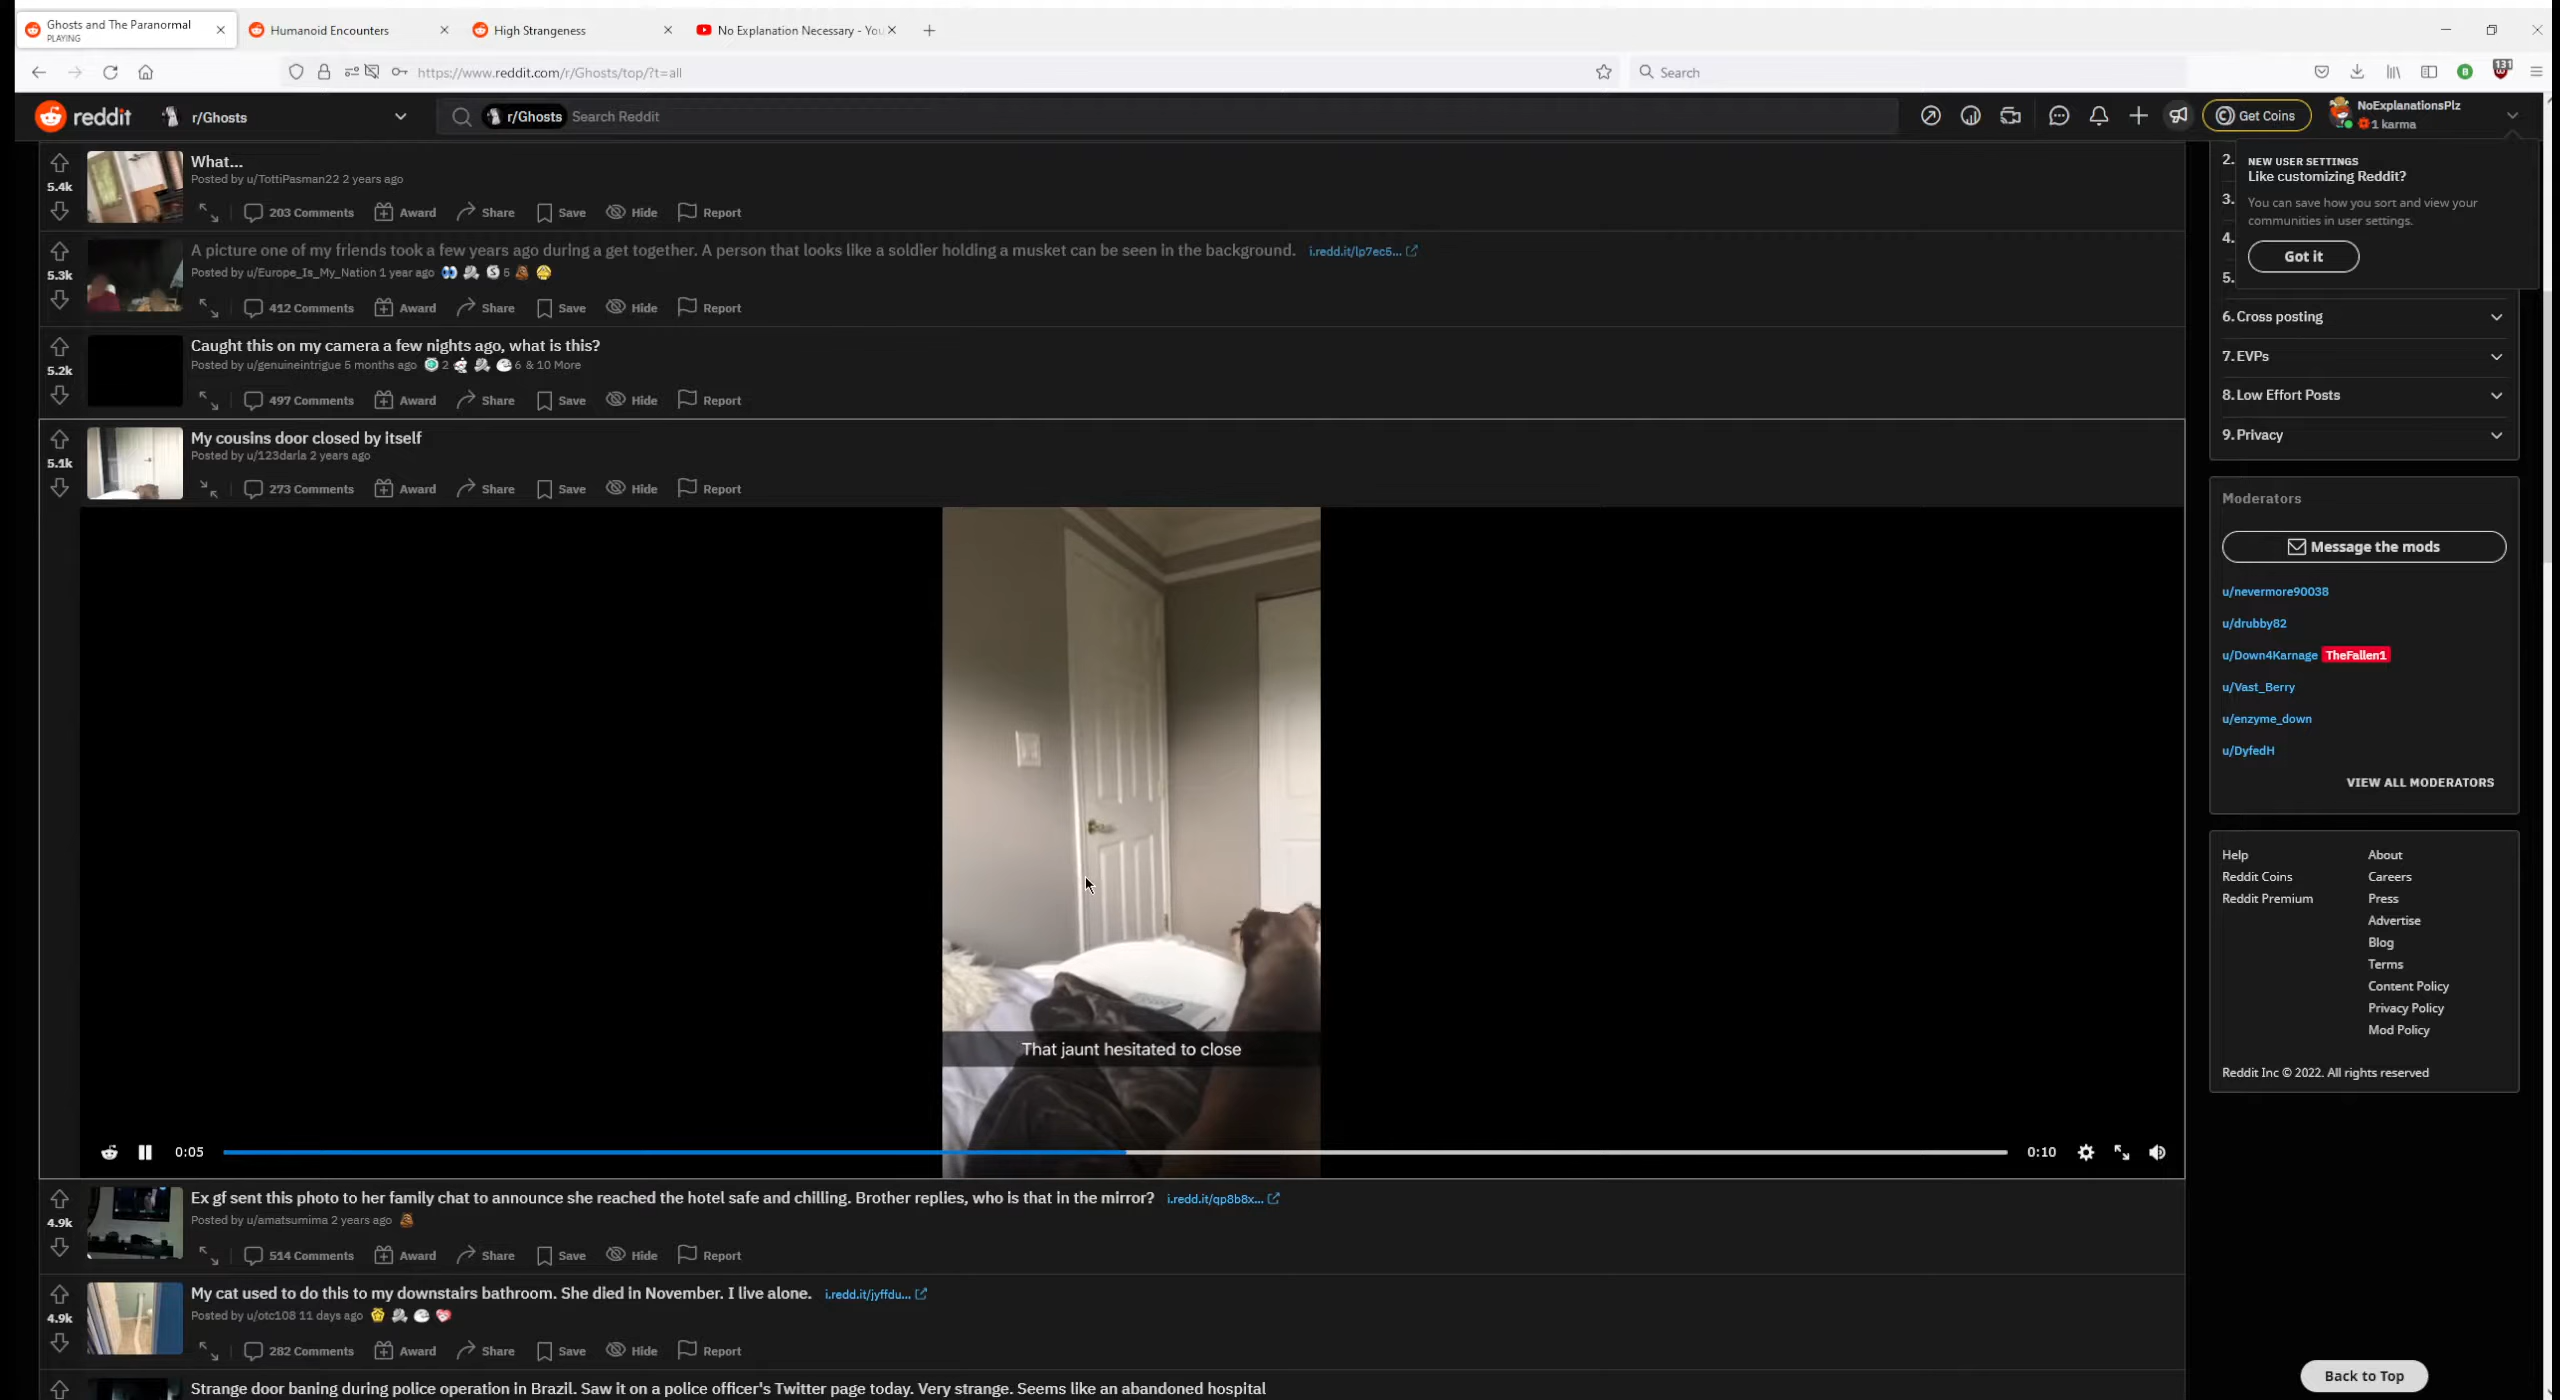 Ghosts and The Paranormal
PLAYING
Humanoid Encounters
High Strangeness
No Explanation Necessary - You
https://www.reddit.com/r/Ghosts/top/?t=all
Search
131
reddit
r/Ghosts
r/Ghosts Search Reddit
Get Coins
NoExplanationsPlz
1 karma
5.4k
What...
Posted by u/TottiPasman22 2 years ago
203 Comments Award Share Save Hide Report
5.3k
A picture one of my friends took a few years ago during a get together. A person that looks like a soldier holding a musket can be seen in the background. i.redd.it/lp7ec5...
Posted by u/Europe_Is_My_Nation 1 year ago 5
412 Comments Award Share Save Hide Report
5.2k
Caught this on my camera a few nights ago, what is this?
Posted by u/genuineintrigue 5 months ago 2 6 & 10 More
497 Comments Award Share Save Hide Report
5.1k
My cousins door closed by itself
Posted by u/123darla 2 years ago
273 Comments Award Share Save Hide Report
That jaunt hesitated to close
0:05
0:10
4.9k
Ex gf sent this photo to her family chat to announce she reached the hotel safe and chilling. Brother replies, who is that in the mirror? i.redd.it/qp8b8x...
Posted by u/amatsumima 2 years ago
514 Comments Award Share Save Hide Report
4.9k
My cat used to do this to my downstairs bathroom. She died in November. I live alone. i.redd.it/jyffdu...
Posted by u/otc108 11 days ago
282 Comments Award Share Save Hide Report
Strange door baning during police operation in Brazil. Saw it on a police officer's Twitter page today. Very strange. Seems like an abandoned hospital
NEW USER SETTINGS
Like customizing Reddit?
You can save how you sort and view your
communities in user settings.
Got it
2.
3.
4.
5.
6. Cross posting
7. EVPs
8. Low Effort Posts
9. Privacy
Moderators
Message the mods
u/nevermore90038
u/drubby82
u/Down4Karnage TheFallen1
u/Vast_Berry
u/enzyme_down
u/DyfedH
VIEW ALL MODERATORS
Help
Reddit Coins
Reddit Premium
About
Careers
Press
Advertise
Blog
Terms
Content Policy
Privacy Policy
Mod Policy
Reddit Inc © 2022. All rights reserved
Back to Top